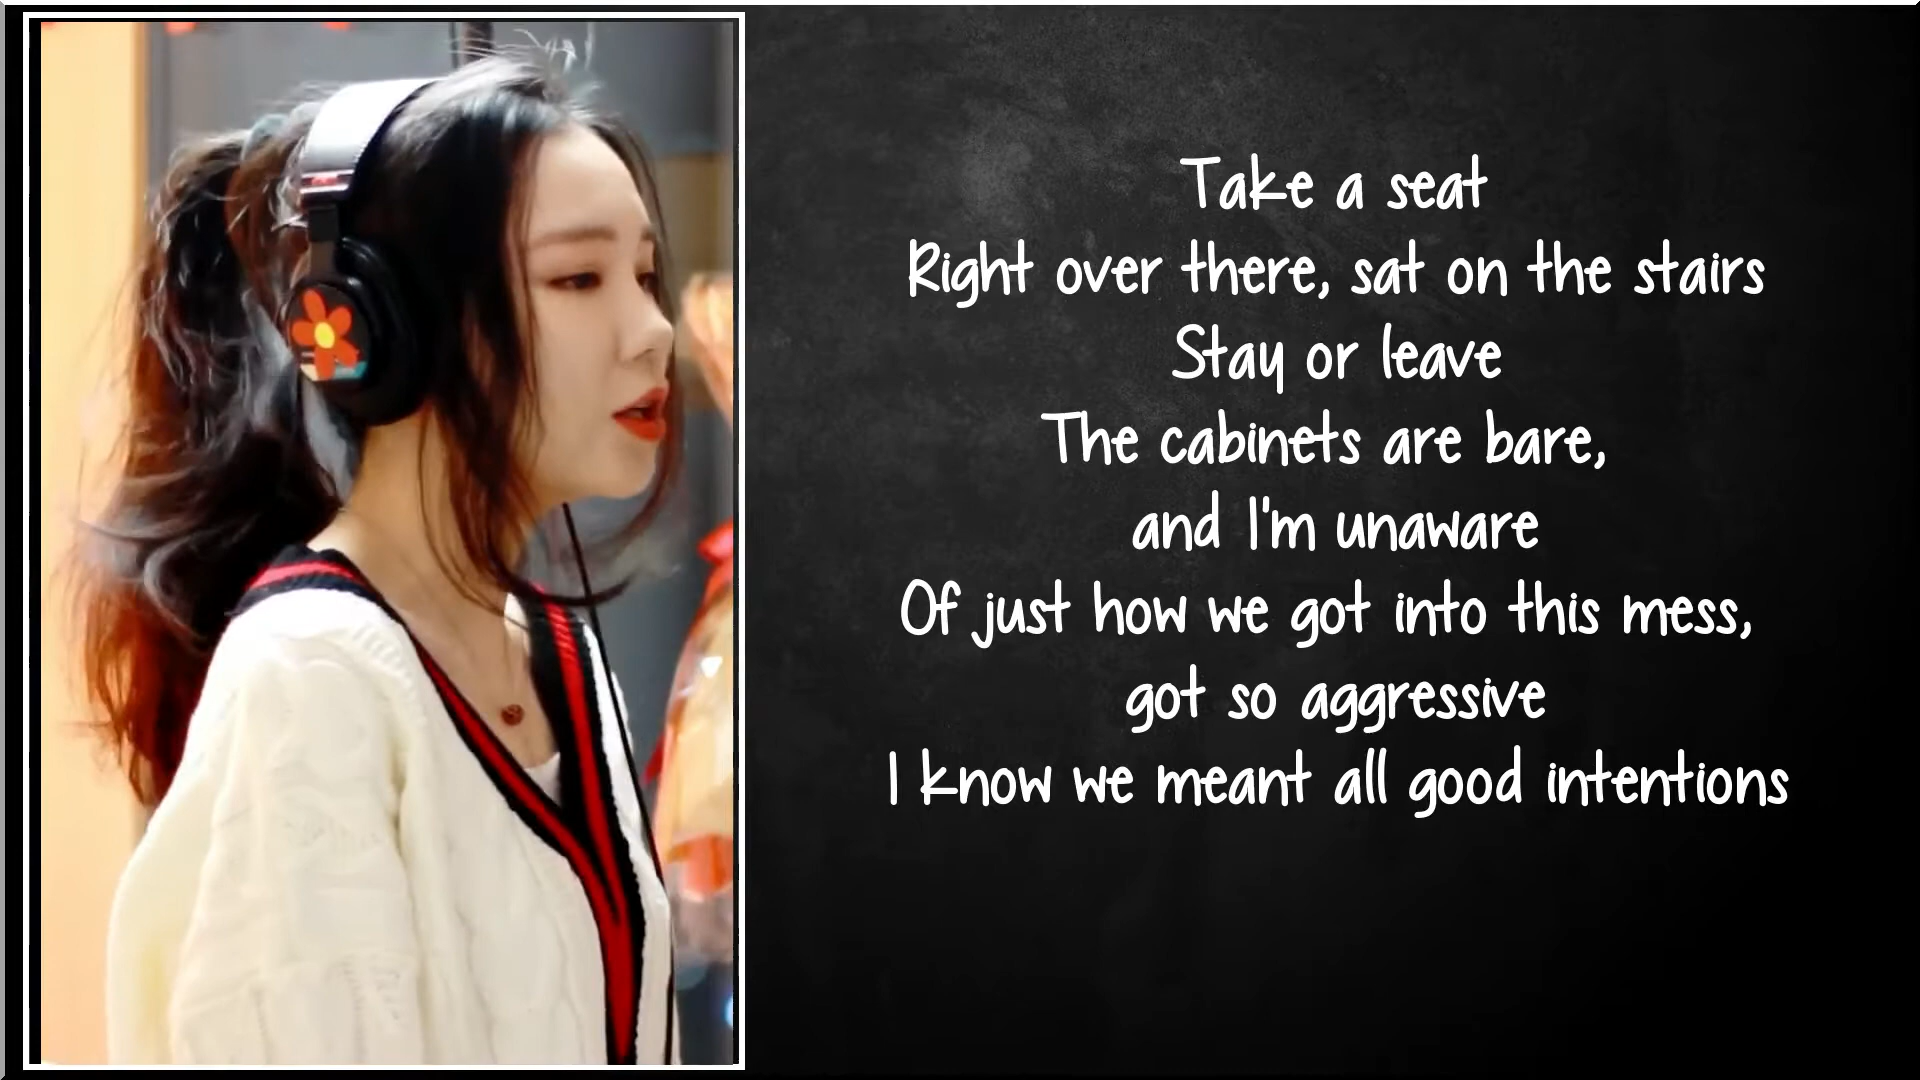 Take a seat
Right over there, sat on the stairs
Stay or leave
The cabinets are bare,
and I'm unaware
Of just how we got into this mess,
got so aggressive
I know we meant all good intentions